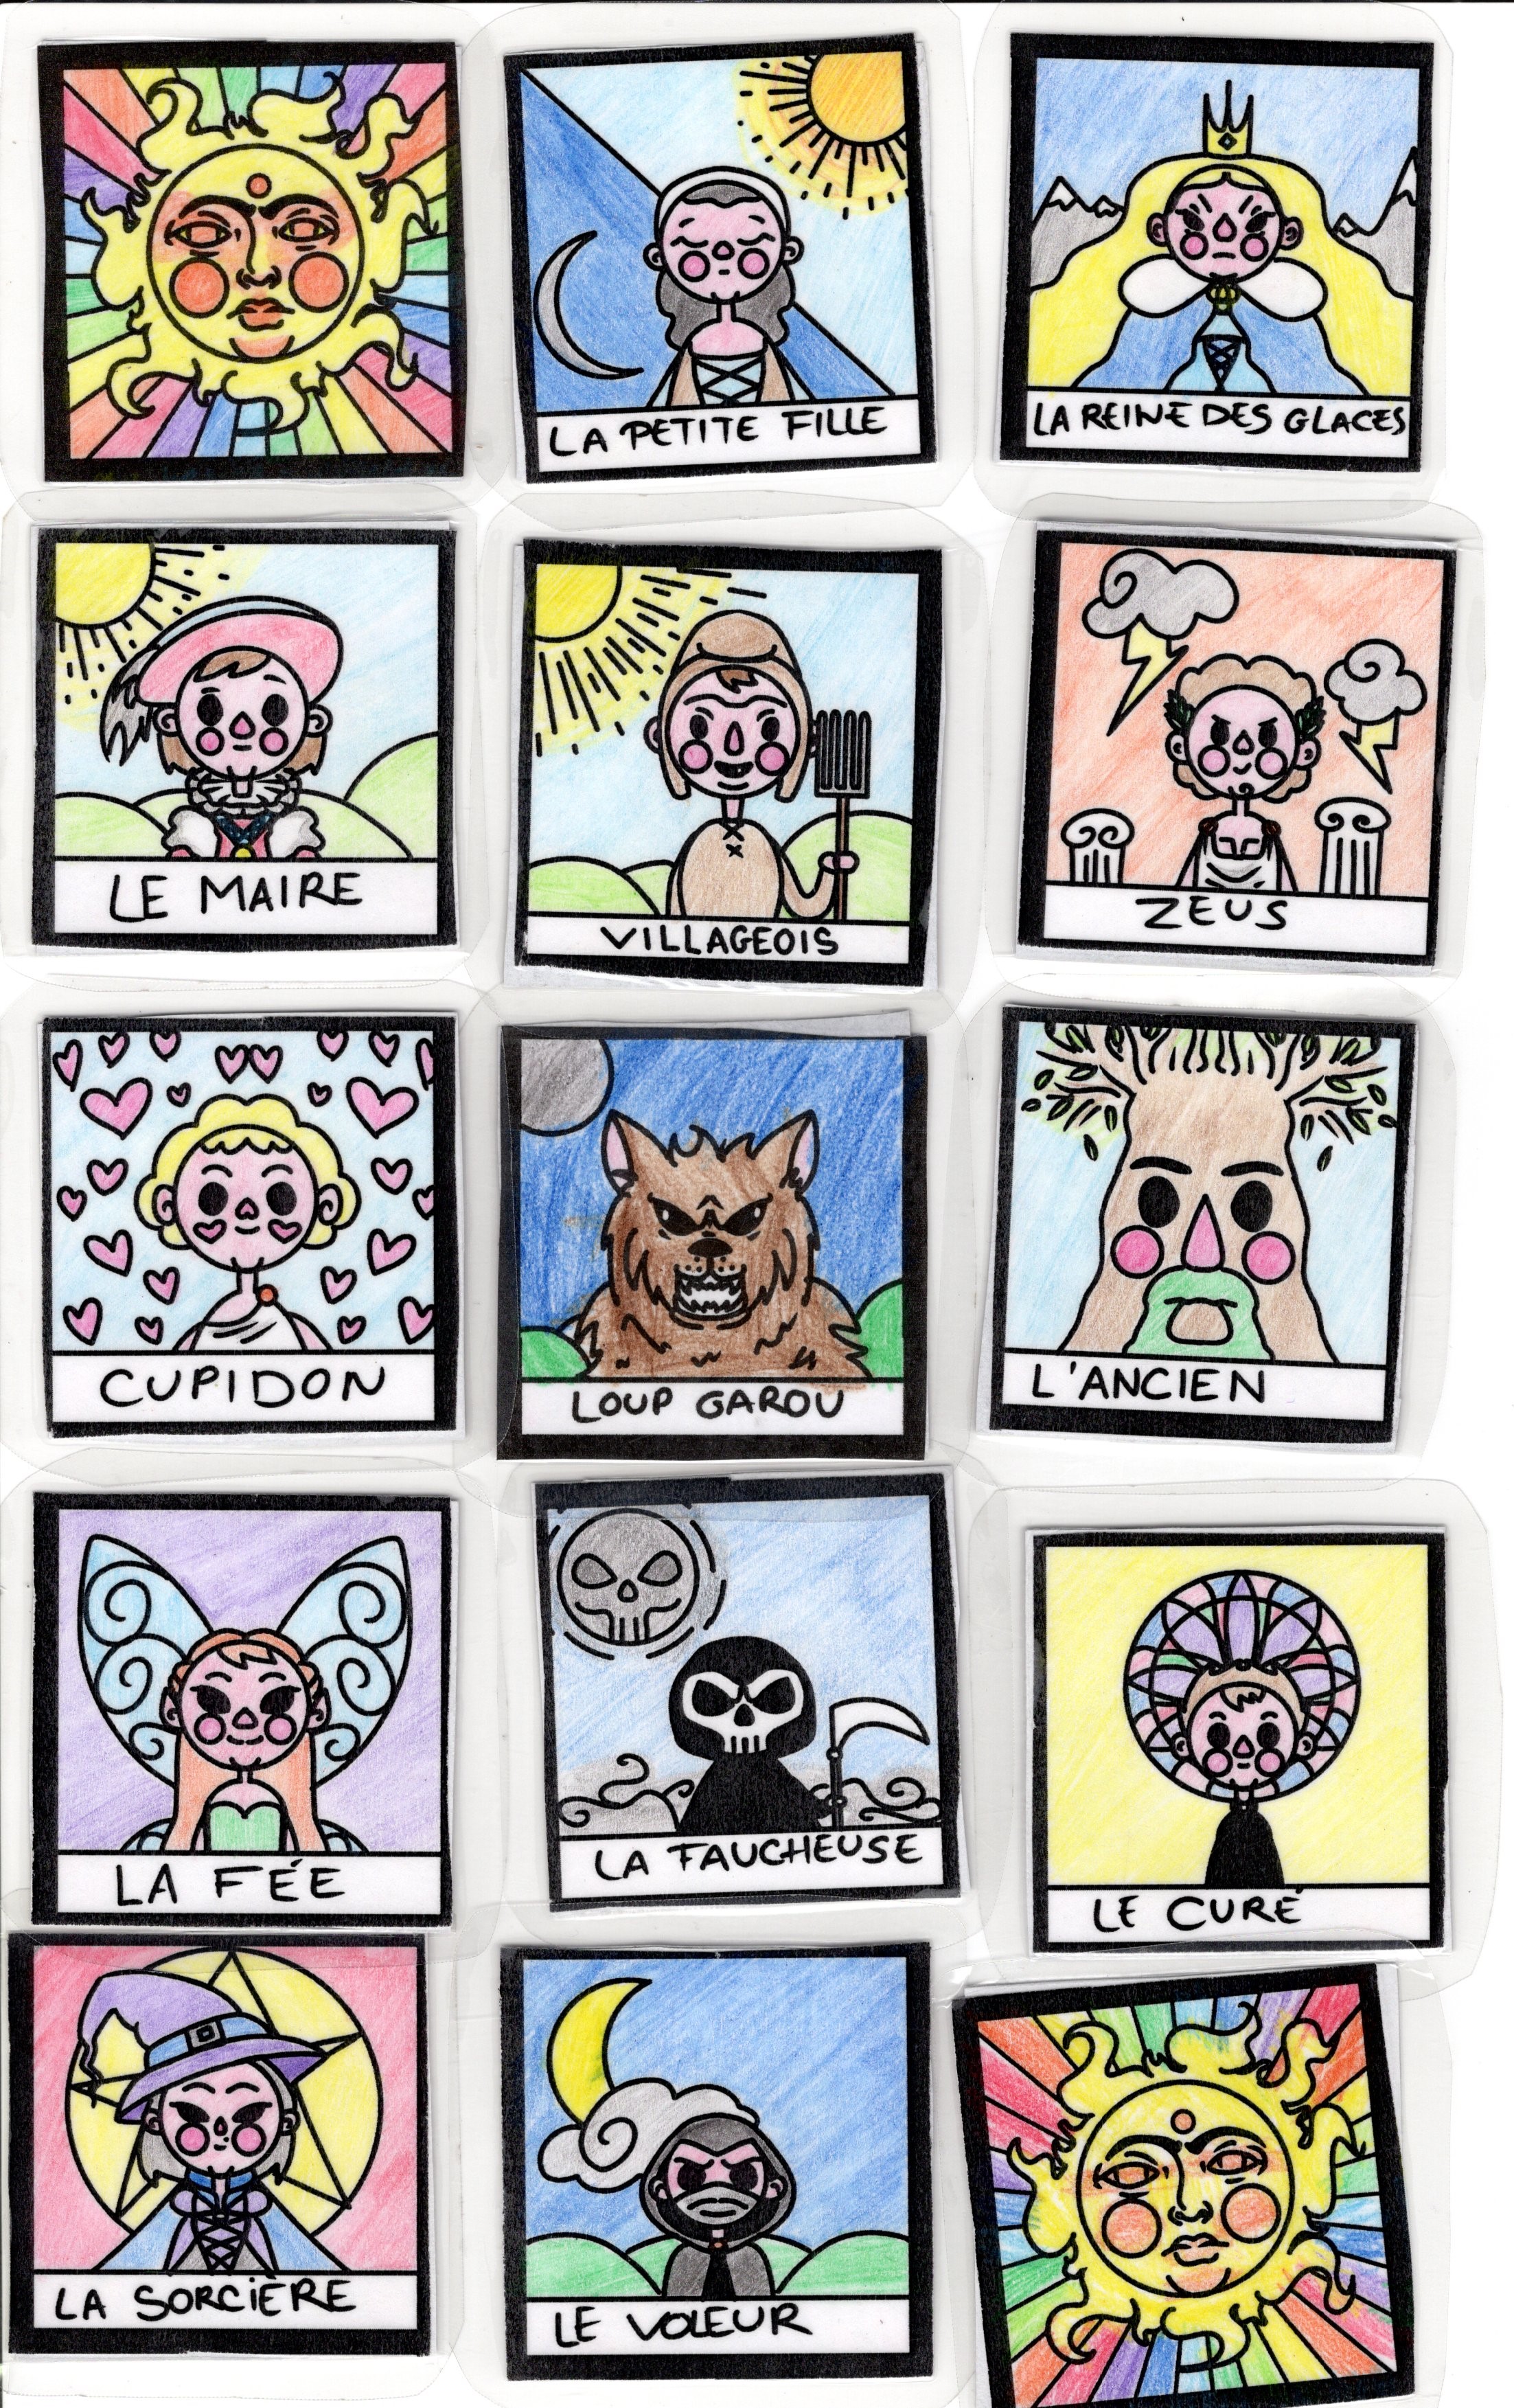 LA PETITE FILLE
LA REINE DES GLACES
LE MAIRE
VILLAGEOIS
ZEUS
CUPIDON
LOUP GAROU
L'ANCIEN
LA FÉE
LA FAUCHEUSE
LE CURÉ
LA SORCIÈRE
LE VOLEUR